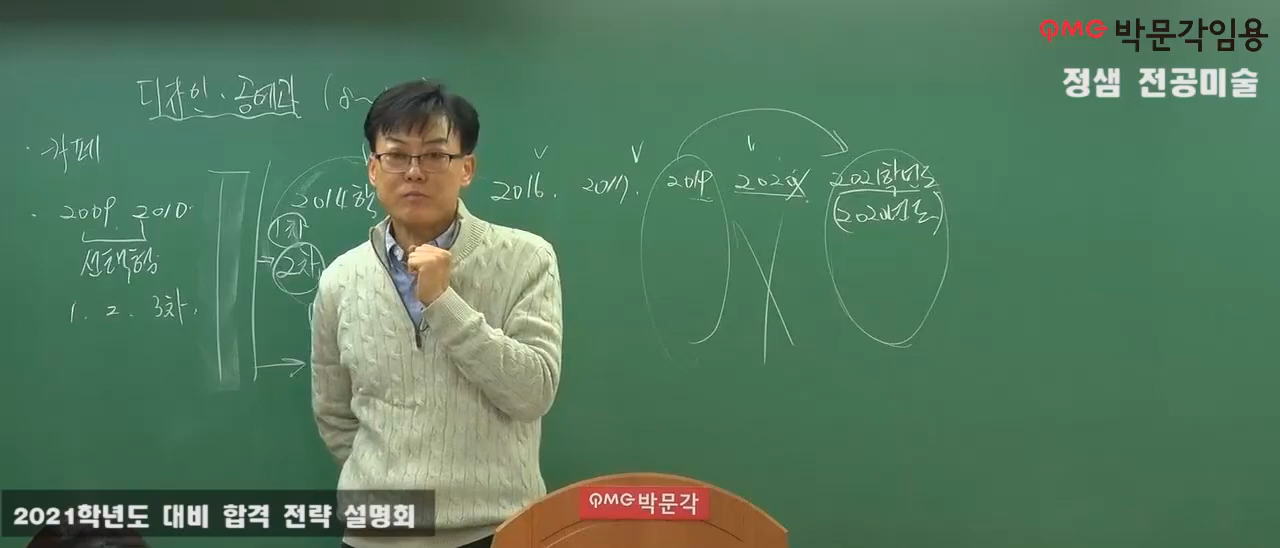 PMG 박문각임용
정샘 전공미술
디자인·공예과
· 카페
· 2009. 2010.
선택형
1. 2. 3차.
2014학
1차
2차
2016. 2017. 2019 2020
2021학년도
(2020년도)
PMG 박문각
2021학년도 대비 합격 전략 설명회